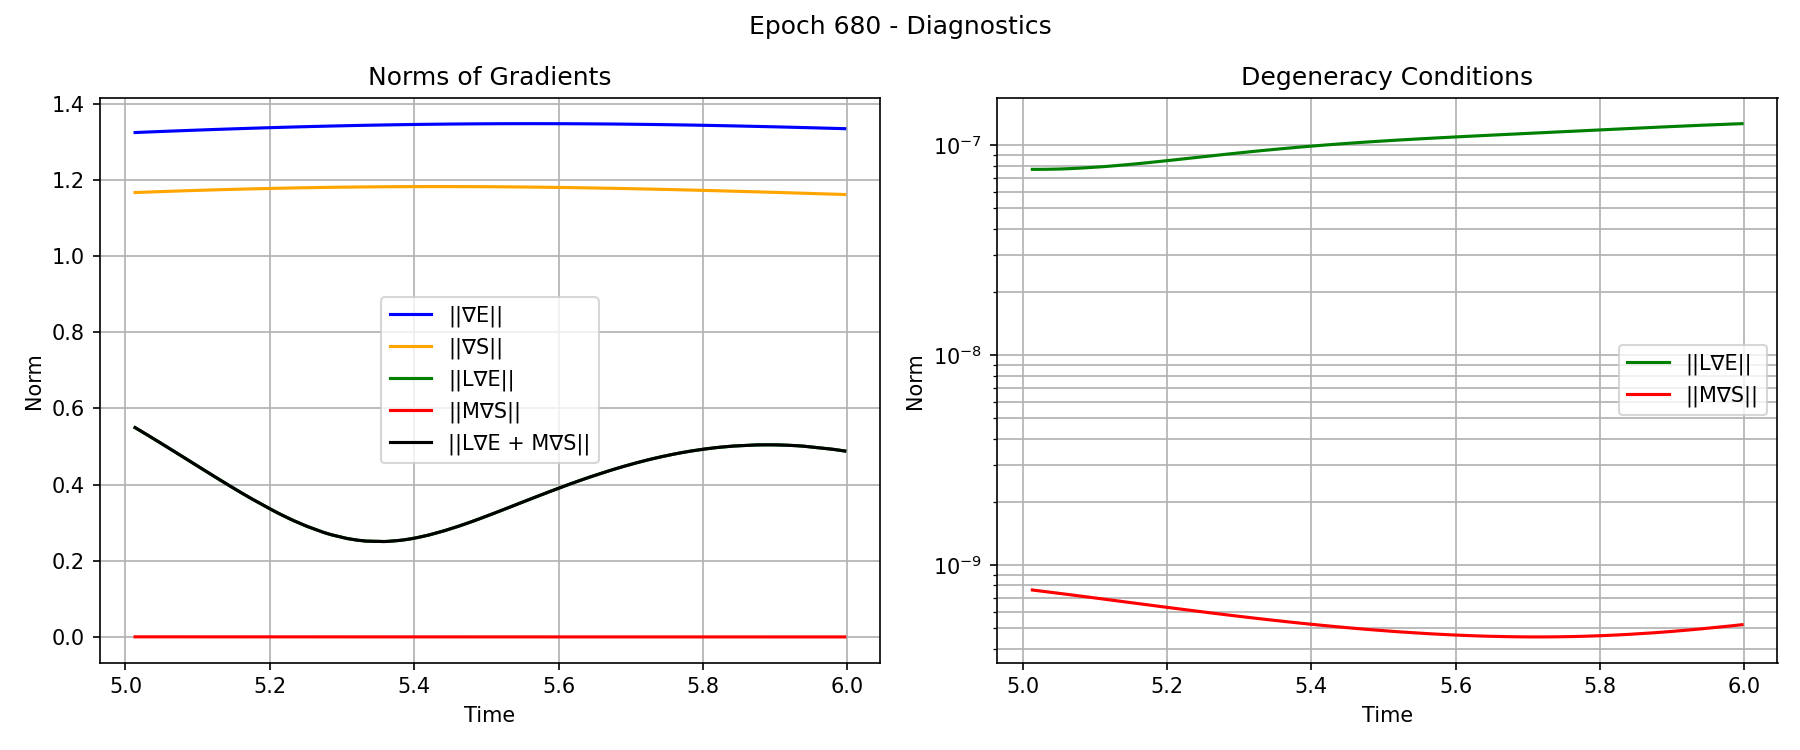 Epoch 680 - Diagnostics
Norms of Gradients
Norm
1.4
1.2
1.0
0.8
0.6
0.4
0.2
0.0
||∇E||
||∇S||
||L∇E||
||M∇S||
||L∇E + M∇S||
5.0 5.2 5.4 5.6 5.8 6.0
Time
Degeneracy Conditions
Norm
10⁻⁷
10⁻⁸
10⁻⁹
||L∇E||
||M∇S||
5.0 5.2 5.4 5.6 5.8 6.0
Time